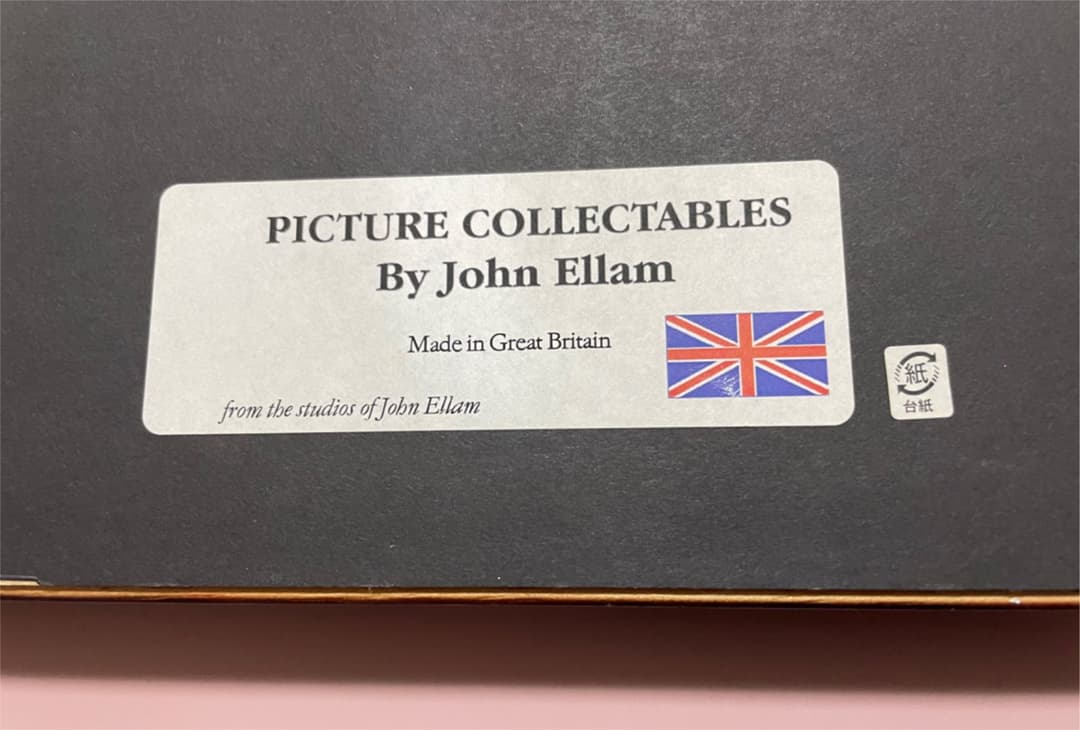 PICTURE COLLECTABLES
By John Ellam
Made in Great Britain
from the studios of John Ellam
紙
台紙